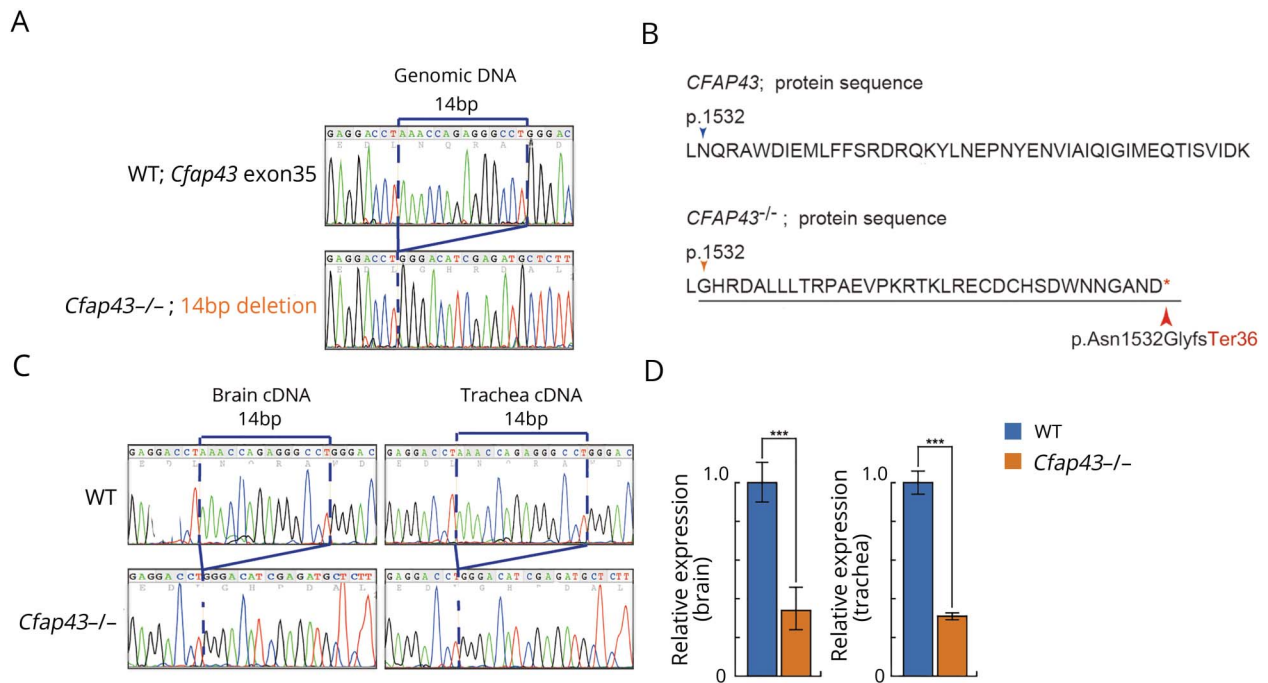 A
Genomic DNA
14bp
GAGGACCTAAACCAGAGGGCCTGGGAC
E D L N Q R A W D
WT; Cfap43 exon35
GAGGACCTGGGACATCGAGATGCTCTT
E D L G H R D A L
Cfap43–/– ; 14bp deletion
B
CFAP43; protein sequence
p.1532
LNQRAWDIEMLFFSRDRQKYLNEPNYENVIAIQIGIMEQTISVIDK
CFAP43-/- ; protein sequence
p.1532
LGHRDALLLTRPAEVPKRTKLRECDCHSDWNNGAND*
p.Asn1532GlyfsTer36
C
Brain cDNA
14bp
Trachea cDNA
14bp
GAGGACCTAAACCAGAGGGCCTGGGAC
GAGGACCTAAACCAGAGGGCCTGGGAC
WT
GAGGACCTGGGACATCGAGATGCTCTT
GAGGACCTGGGACATCGAGATGCTCTT
Cfap43–/–
D
WT
Cfap43–/–
***
1.0
0
Relative expression
(brain)
***
1.0
0
Relative expression
(trachea)